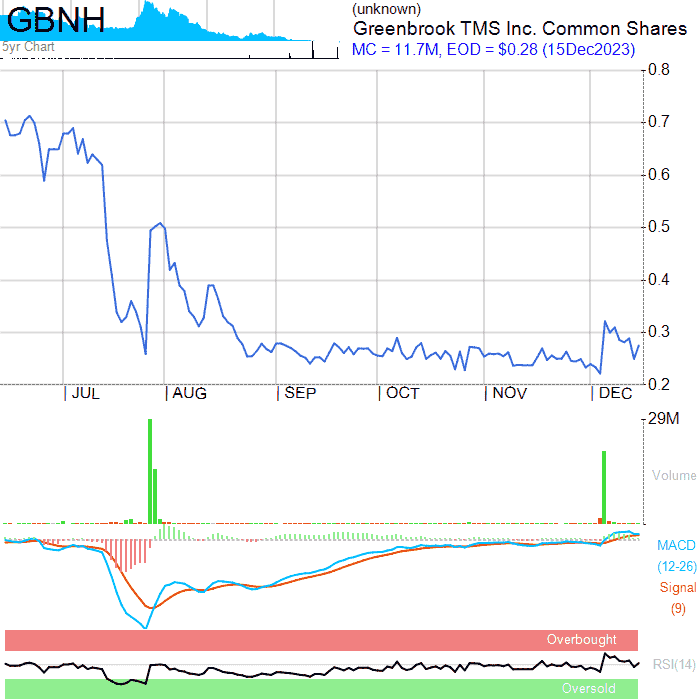 GBNH
5yr Chart
(unknown)
Greenbrook TMS Inc. Common Shares
MC = 11.7M, EOD = $0.28 (15Dec2023)
0.8
0.7
0.6
0.5
0.4
0.3
0.2
JUL AUG SEP OCT NOV DEC
29M
Volume
MACD
(12-26)
Signal
(9)
Overbought
RSI(14)
Oversold